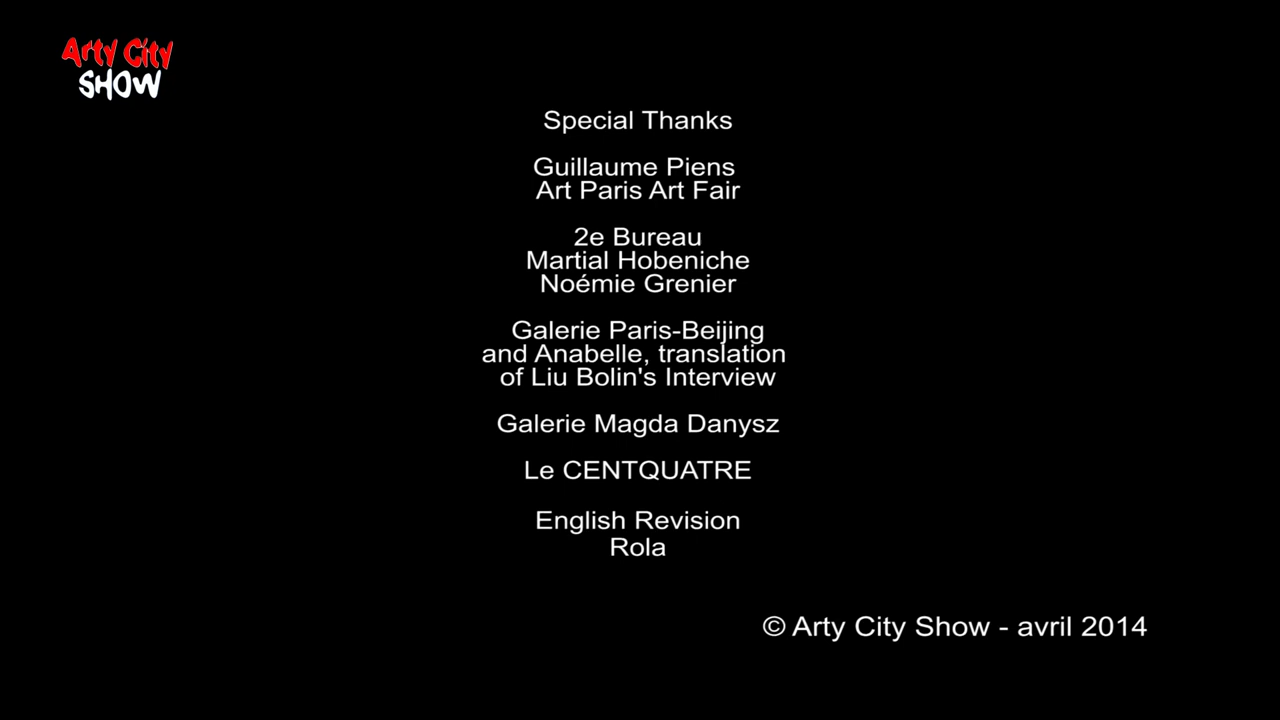 Arty City
SHOW
Special Thanks
Guillaume Piens
Art Paris Art Fair
2e Bureau
Martial Hobeniche
Noémie Grenier
Galerie Paris-Beijing
and Anabelle, translation
of Liu Bolin's Interview
Galerie Magda Danysz
Le CENTQUATRE
English Revision
Rola
© Arty City Show - avril 2014